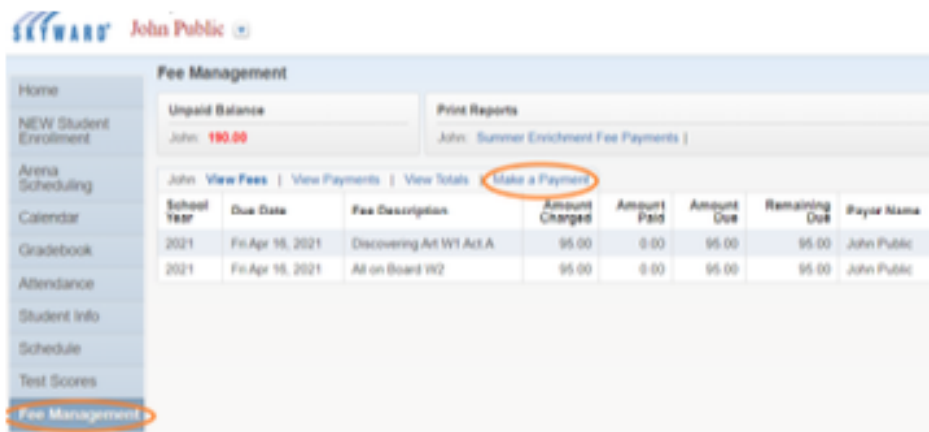 SKYWARD John Public
Fee Management
Home
NEW Student
Enrollment
Arena
Scheduling
Calendar
Gradebook
Attendance
Student Info
Schedule
Test Scores
Fee Management
Unpaid Balance
John: 190.00
Print Reports
John: Summer Enrichment Fee Payments |
John View Fees | View Payments | View Totals | Make a Payment
School Year Due Date Fee Description Amount Charged Amount Paid Amount Due Remaining Due Payor Name
2021 Fri Apr 16, 2021 Discovering Art W1 Act.A 95.00 0.00 95.00 95.00 John Public
2021 Fri Apr 16, 2021 All on Board W2 95.00 0.00 95.00 95.00 John Public